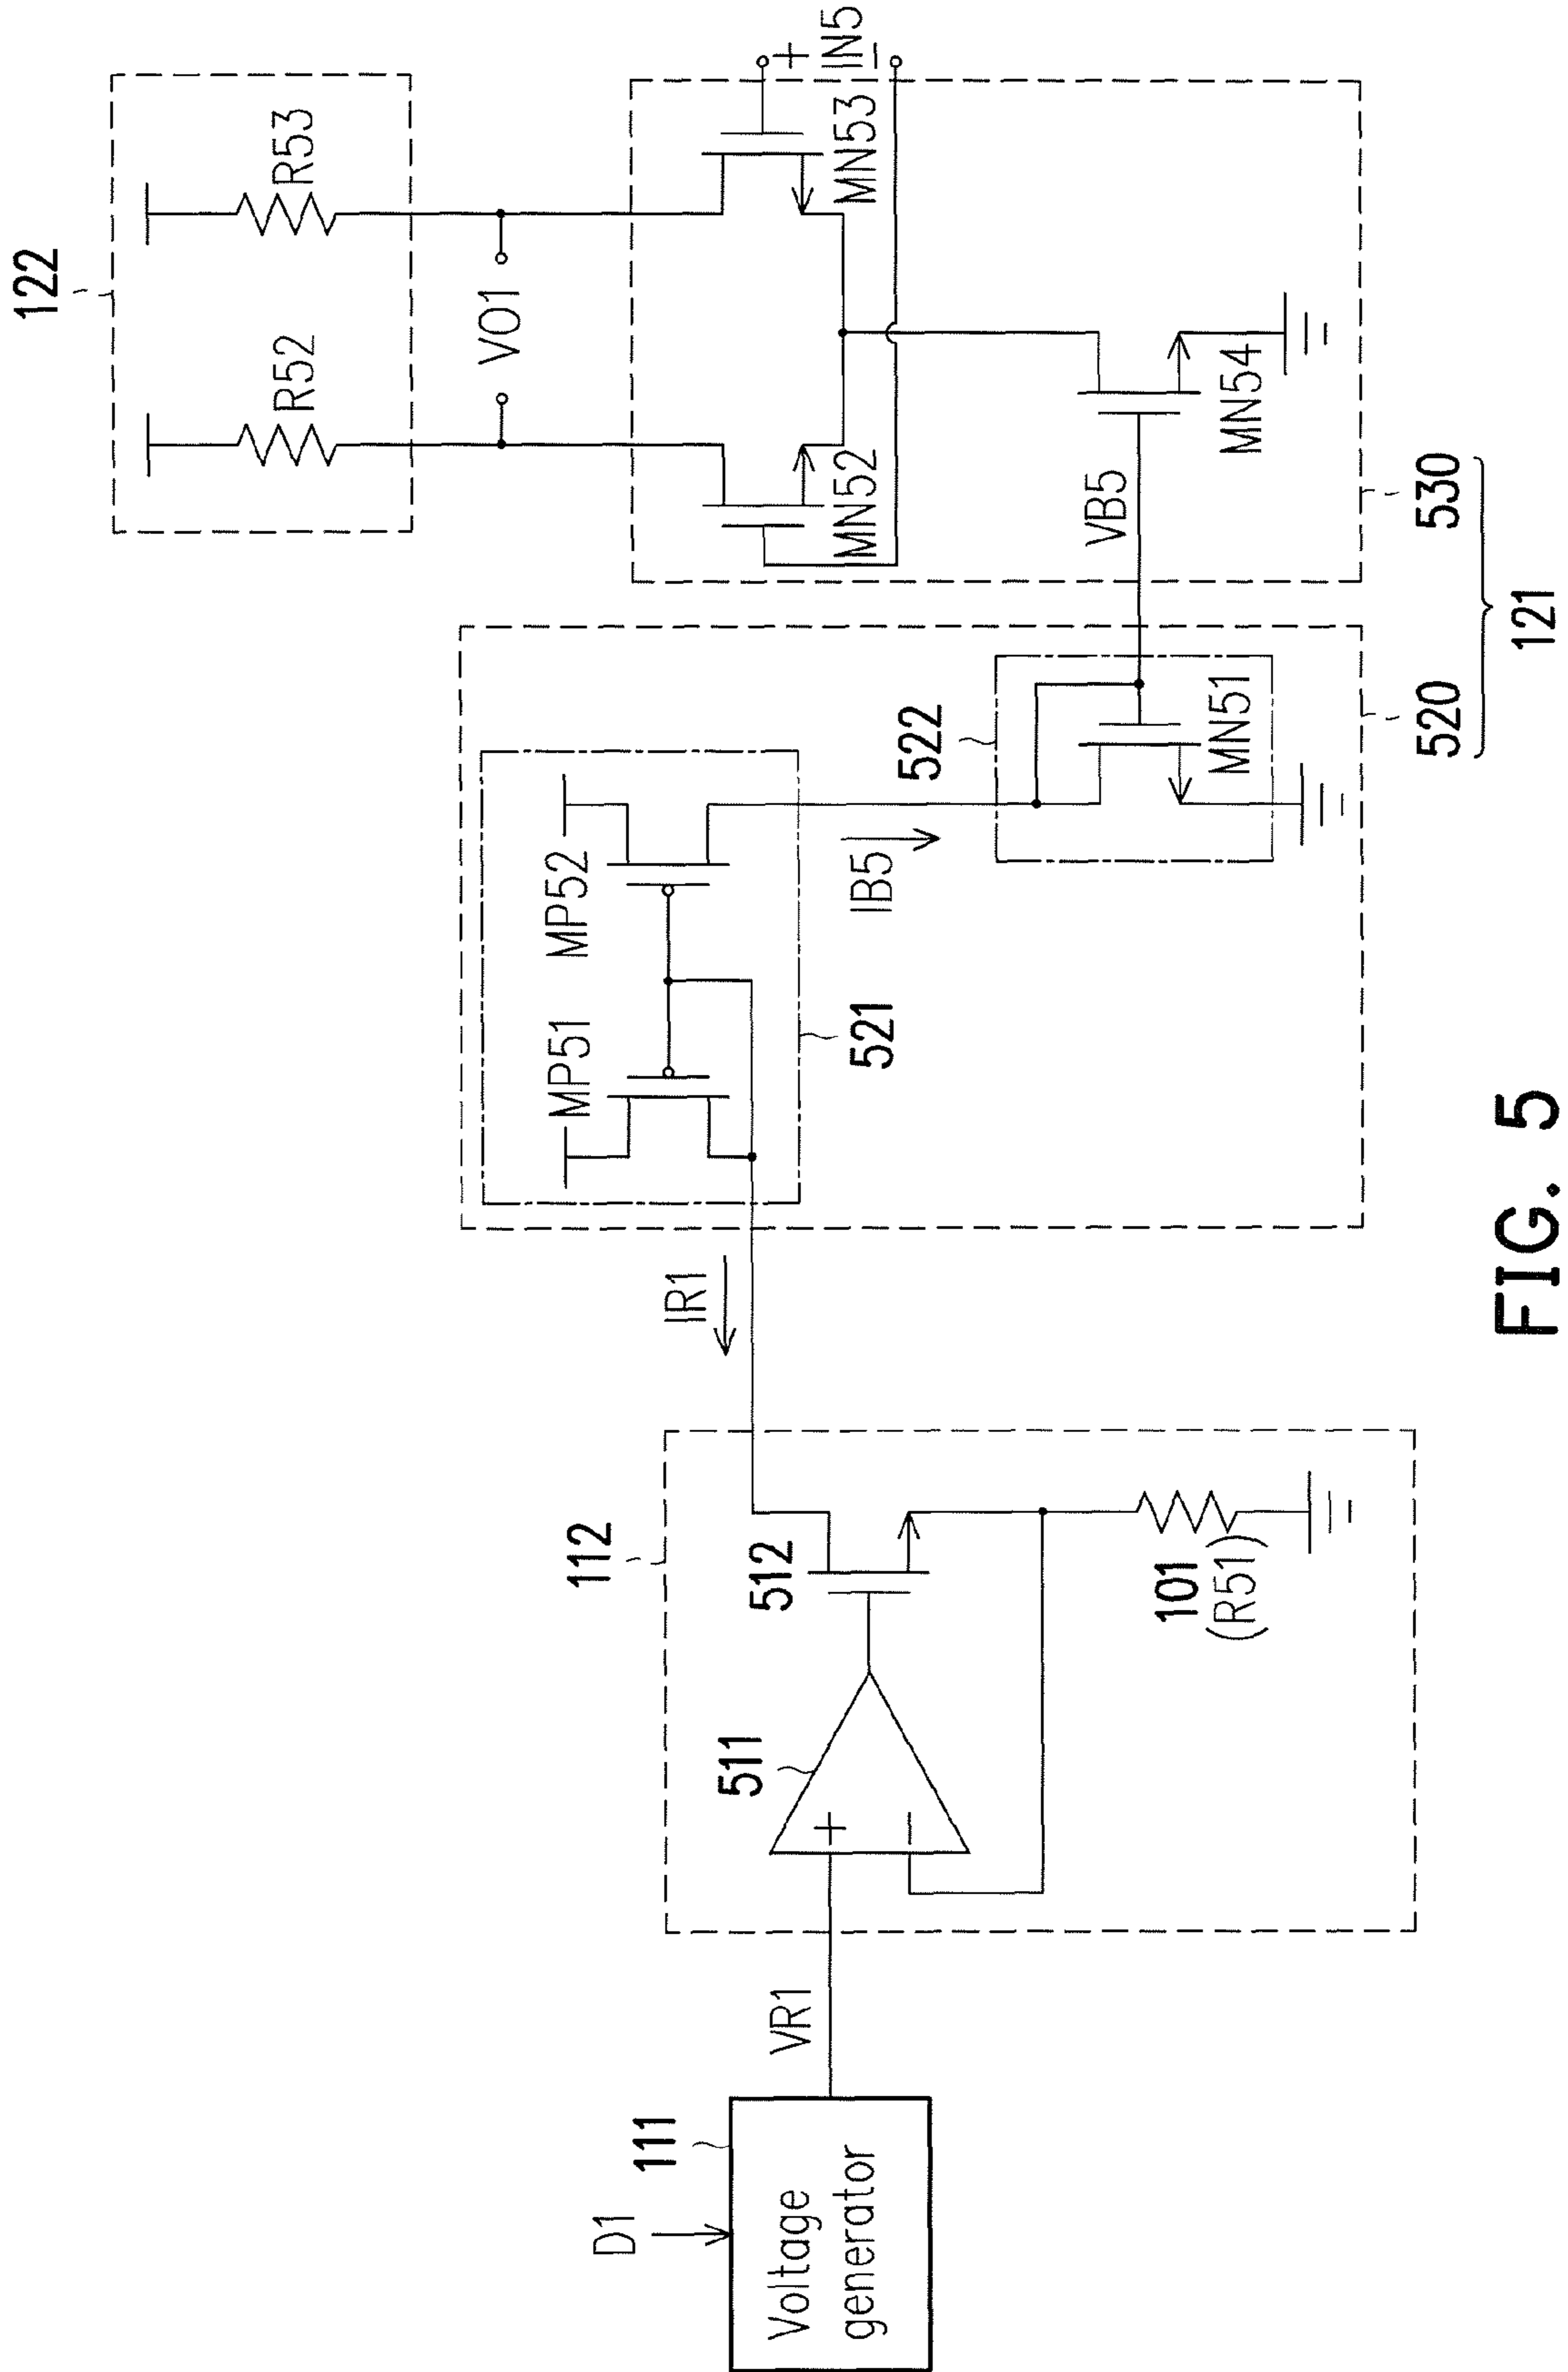 D1
111
Voltage
generator
VR1
112
511
+
−
512
101
(R51)
IR1
MP51
MP52
521
IB5
522
MN51
520
VB5
122
R52
R53
VO1
MN52
MN53
+
IN5
−
MN54
530
121
FIG. 5